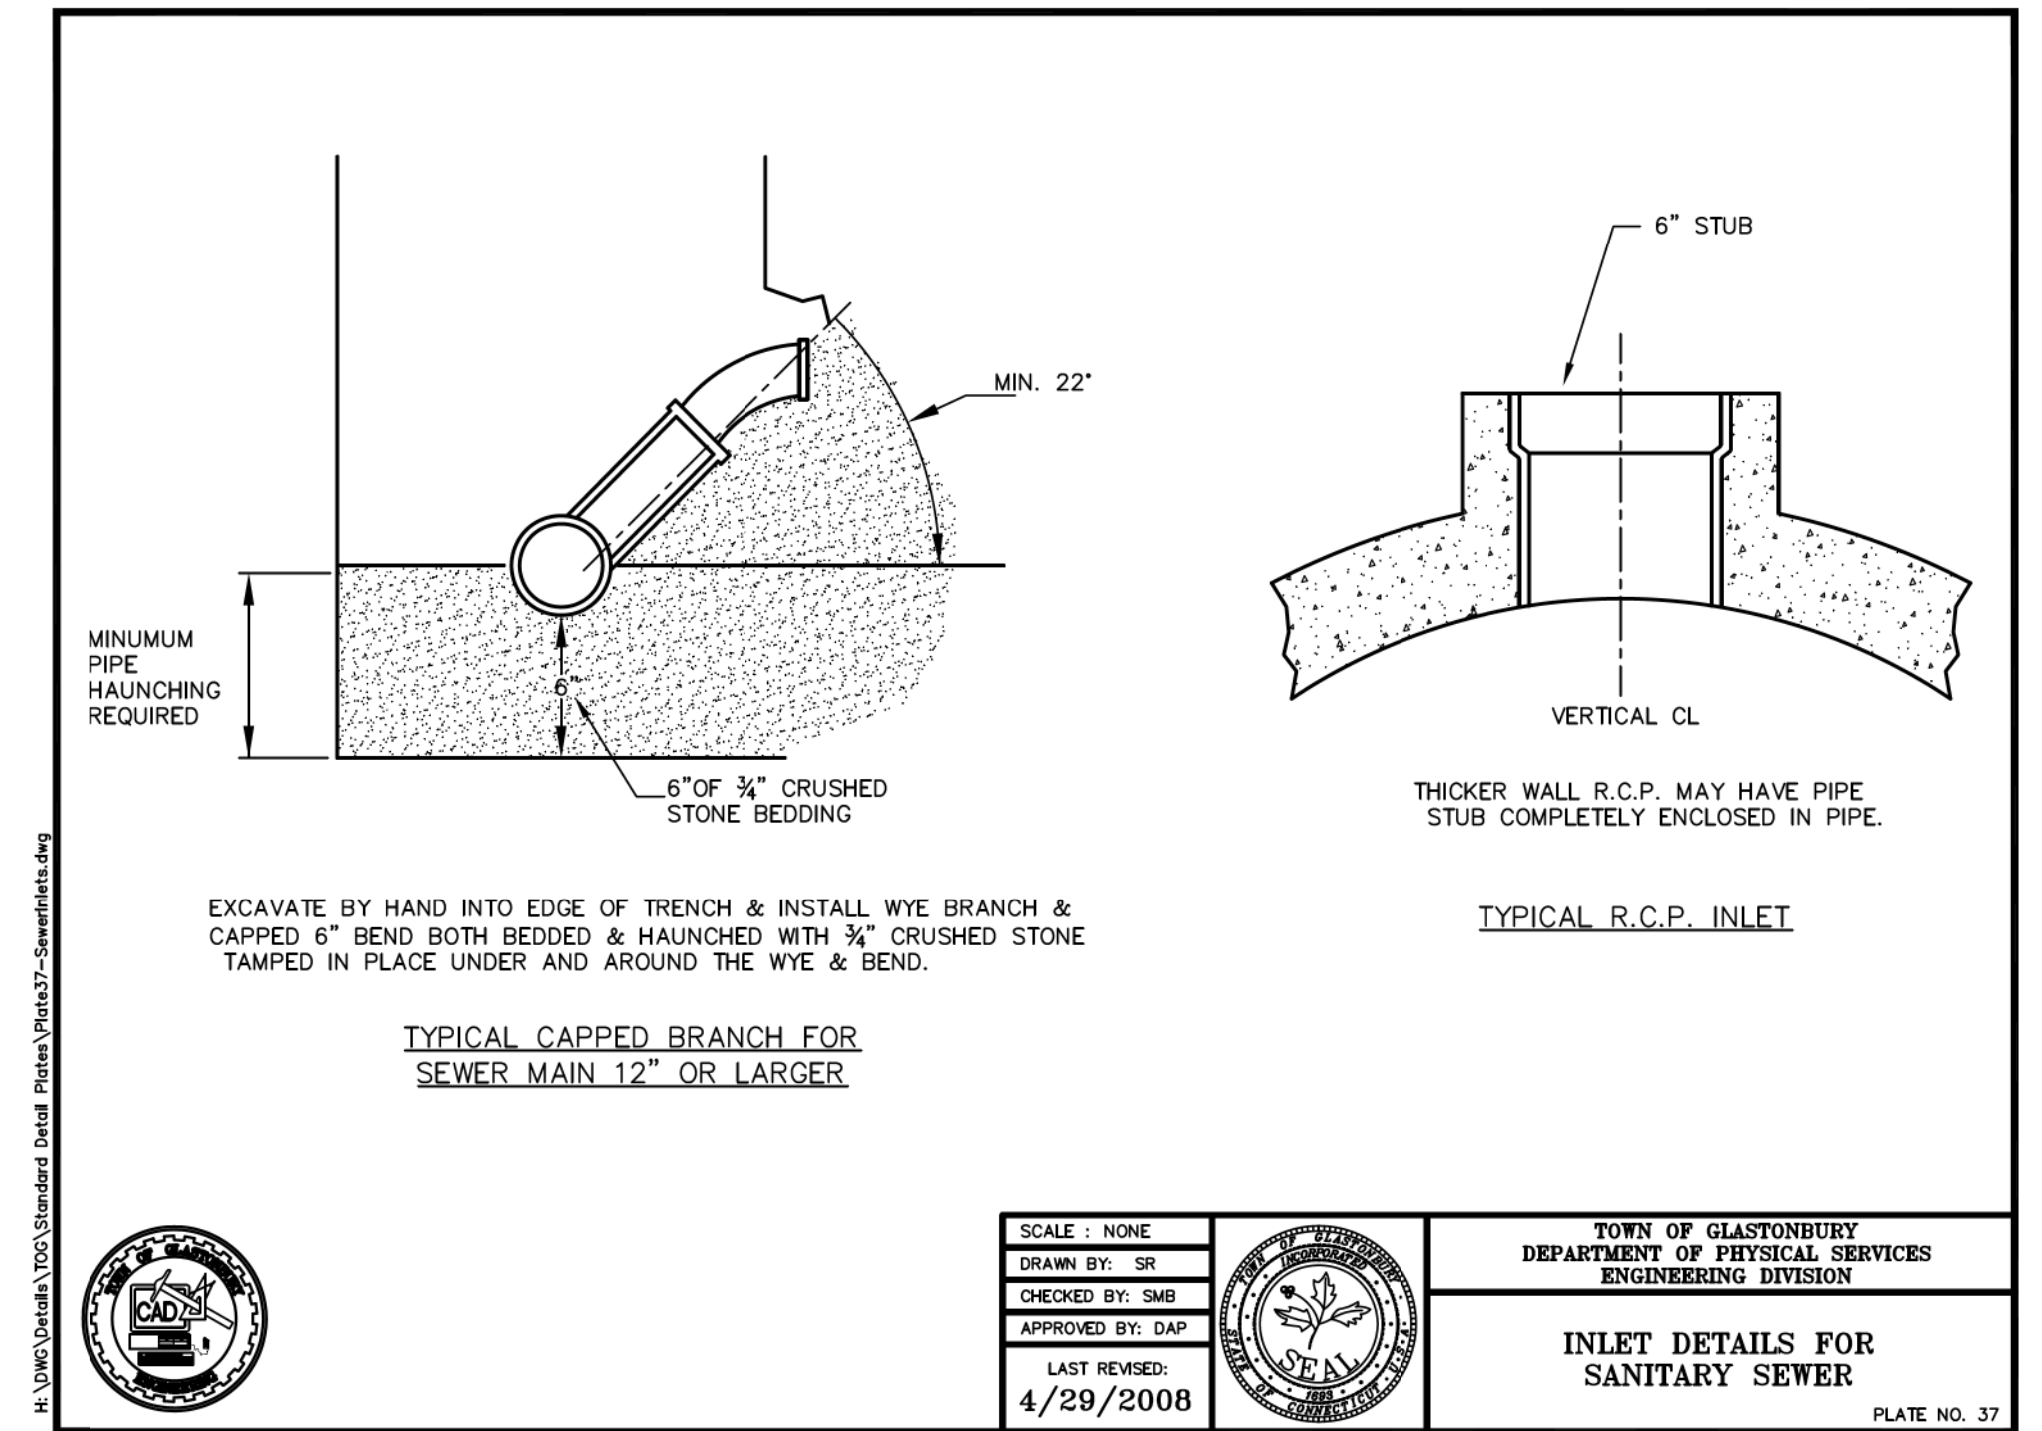 6” STUB
MIN. 22°
MINUMUM
PIPE
HAUNCHING
REQUIRED
6”
6”OF ¾” CRUSHED
STONE BEDDING
VERTICAL CL
THICKER WALL R.C.P. MAY HAVE PIPE
STUB COMPLETELY ENCLOSED IN PIPE.
TYPICAL R.C.P. INLET
EXCAVATE BY HAND INTO EDGE OF TRENCH & INSTALL WYE BRANCH &
CAPPED 6” BEND BOTH BEDDED & HAUNCHED WITH ¾” CRUSHED STONE
TAMPED IN PLACE UNDER AND AROUND THE WYE & BEND.
TYPICAL CAPPED BRANCH FOR
SEWER MAIN 12” OR LARGER
H:\DWG\Details\TOG\Standard Detail Plates\Plate37-SewerInlets.dwg
TOWN OF GLASTONBURY
CAD
ENGINEERING
SCALE : NONE
DRAWN BY: SR
CHECKED BY: SMB
APPROVED BY: DAP
LAST REVISED:
4/29/2008
TOWN OF GLASTONBURY
INCORPORATED
SEAL
1693
STATE OF CONNECTICUT U.S.A.
TOWN OF GLASTONBURY
DEPARTMENT OF PHYSICAL SERVICES
ENGINEERING DIVISION
INLET DETAILS FOR
SANITARY SEWER
PLATE NO. 37